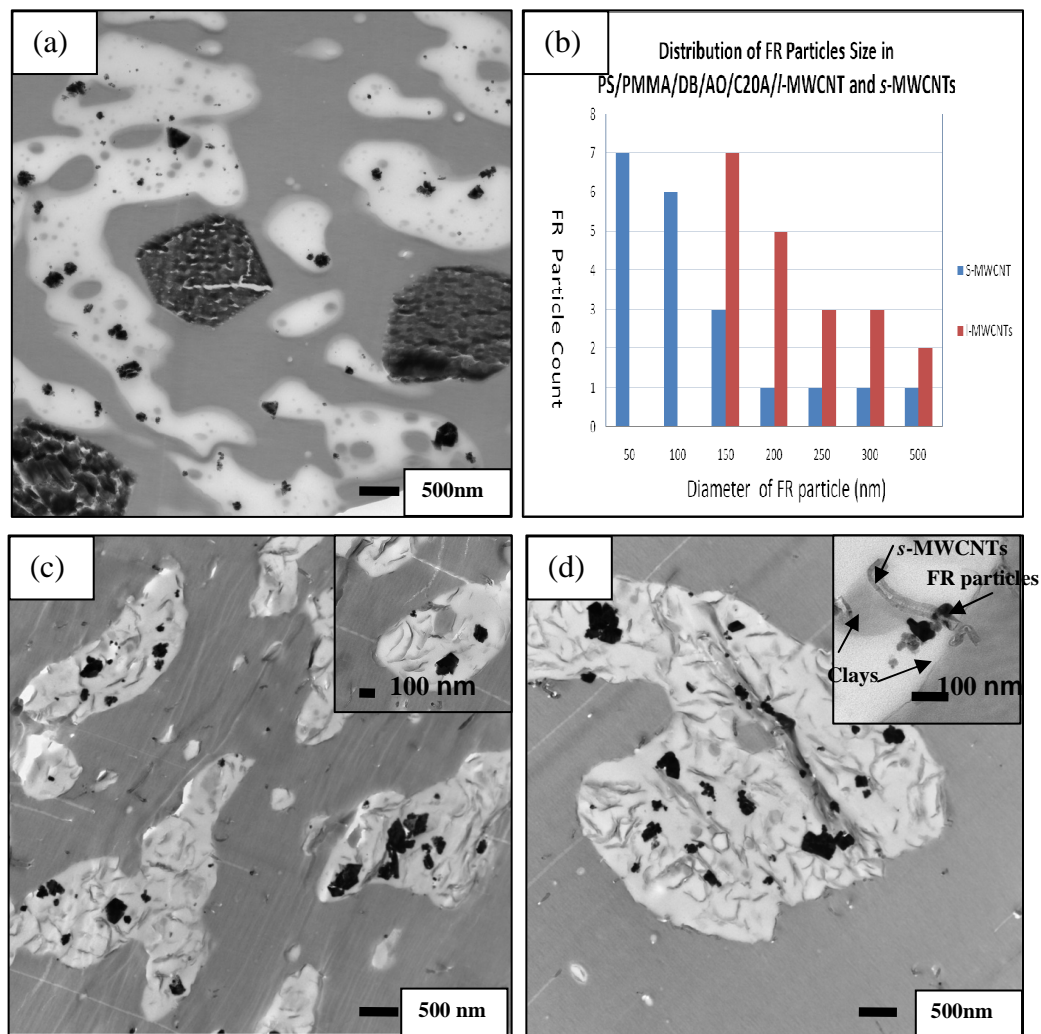 (a)
500nm
(b)
Distribution of FR Particles Size in
PS/PMMA/DB/AO/C20A/l-MWCNT and s-MWCNTs
8
7
6
5
4
3
2
1
0
FR Particle Count
50 100 150 200 250 300 500
Diameter of FR particle (nm)
S-MWCNT
l-MWCNTs
(c)
100 nm
500 nm
(d)
s-MWCNTs
FR particles
Clays
100 nm
500nm